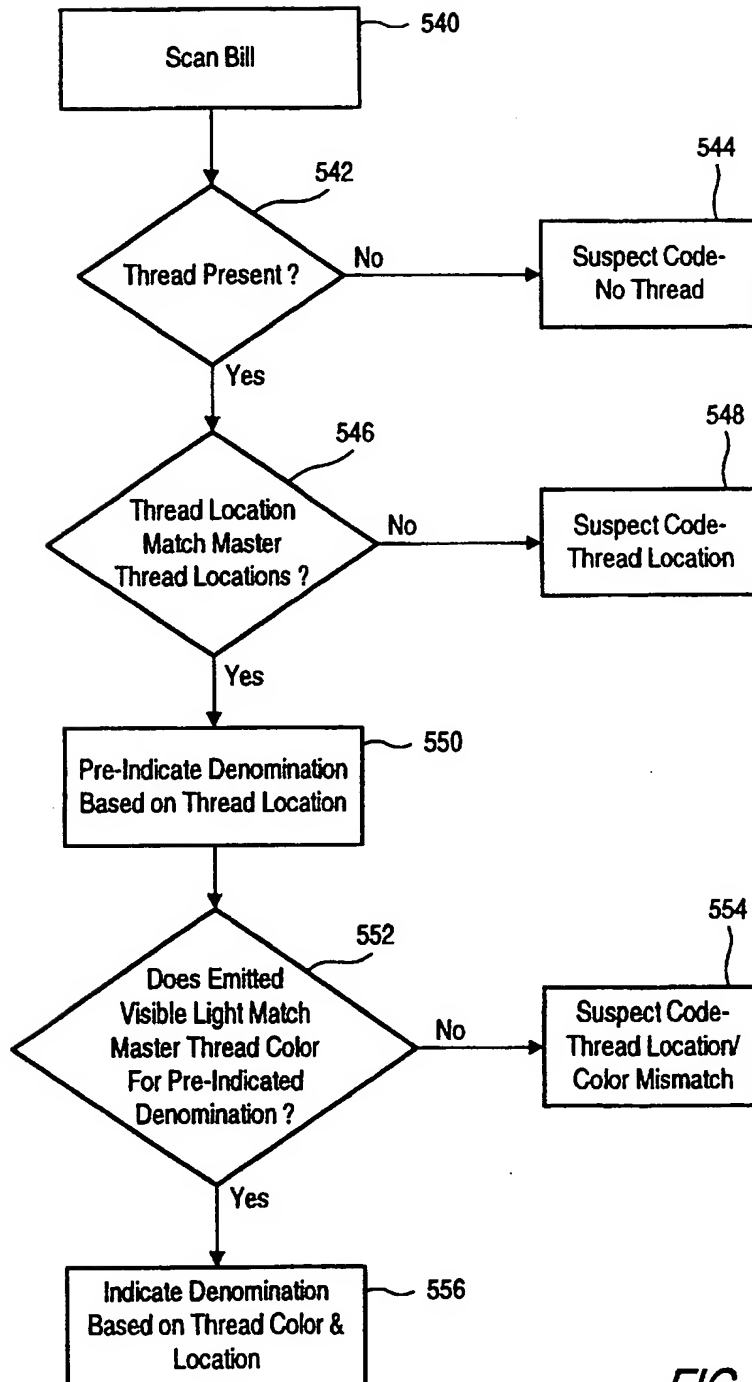 540
Scan Bill
542
544
Thread Present ?
No
Suspect Code-
No Thread
Yes
546
548
Thread Location
Match Master
Thread Locations ?
No
Suspect Code-
Thread Location
Yes
550
Pre-Indicate Denomination
Based on Thread Location
552
554
Does Emitted
Visible Light Match
Master Thread Color
For Pre-Indicated
Denomination ?
No
Suspect Code-
Thread Location/
Color Mismatch
Yes
556
Indicate Denomination
Based on Thread Color &
Location
FIG